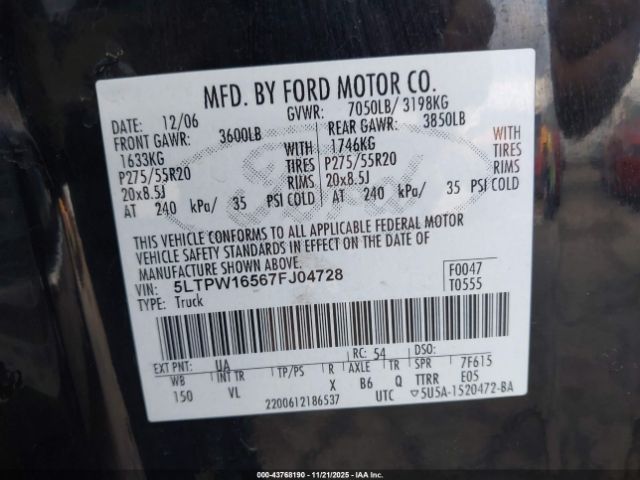 MFD. BY FORD MOTOR CO.
DATE: 12/06 GVWR: 7050LB/ 3198KG
FRONT GAWR: 3600LB REAR GAWR: 3850LB
1633KG WITH 1746KG WITH
P275/55R20 TIRES P275/55R20 TIRES
20x8.5J RIMS 20x8.5J RIMS
AT 240 kPa/ 35 PSI COLD AT 240 kPa/ 35 PSI COLD
THIS VEHICLE CONFORMS TO ALL APPLICABLE FEDERAL MOTOR
VEHICLE SAFETY STANDARDS IN EFFECT ON THE DATE OF
MANUFACTURE SHOWN ABOVE.
VIN: 5LTPW16567FJ04728 F0047
TYPE: Truck T0555
EXT PNT: UA RC: 54 DSO:
WB INT TR TP/PS R AXLE TR SPR 7F615
150 VL X B6 Q TTRR E05
2200612186537 UTC 5U5A-1520472-BA
Ford
000-43768190 - 11/21/2025 - IAA Inc.